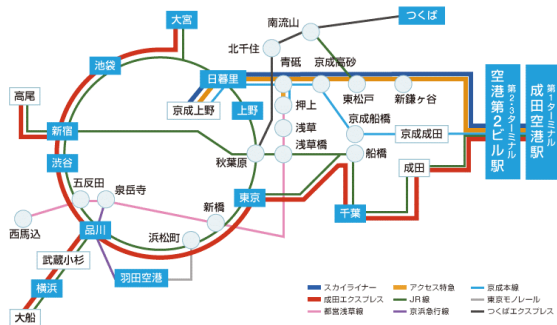 大宮
南流山
つくば
北千住
池袋
日暮里
青砥
京成高砂
高尾
京成上野
上野
押上
東松戸
新鎌ヶ谷
新宿
浅草
京成船橋
京成成田
空港第2ビル駅
第2・3ターミナル
成田空港駅
第1ターミナル
渋谷
秋葉原
浅草橋
船橋
成田
五反田
泉岳寺
東京
千葉
西馬込
品川
新橋
浜松町
武蔵小杉
羽田空港
横浜
大船
スカイライナー
アクセス特急
京成本線
成田エクスプレス
JR線
東京モノレール
都営浅草線
京浜急行線
つくばエクスプレス